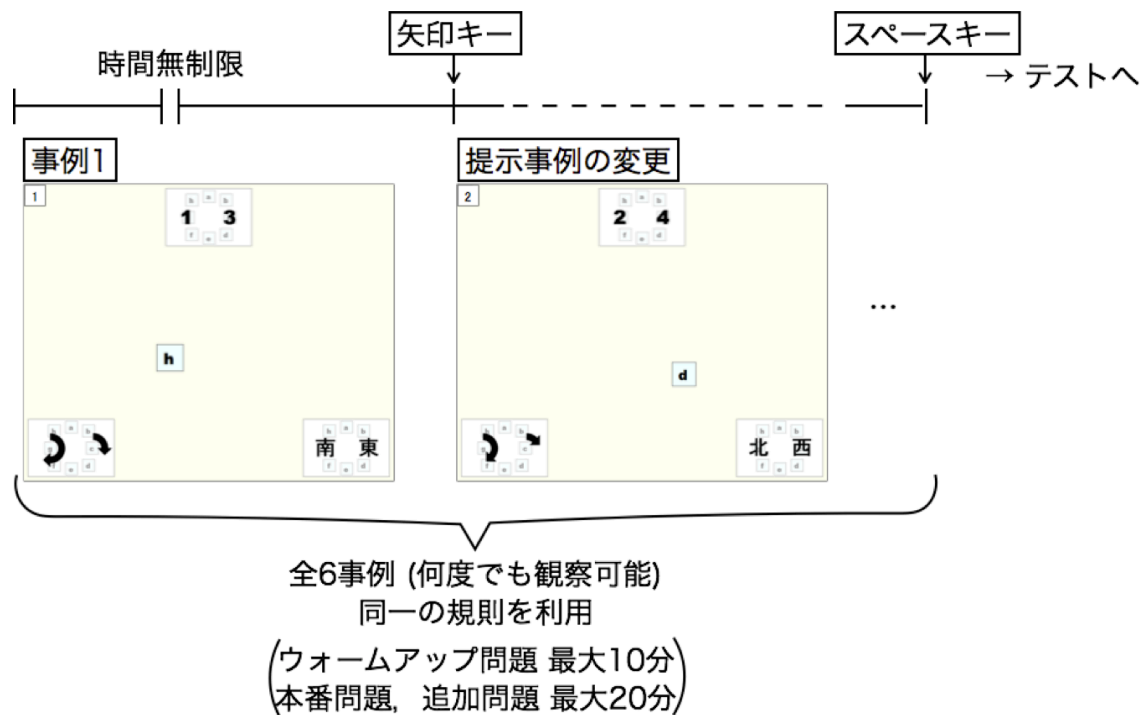 矢印キー
スペースキー
時間無制限
→ テストへ
事例1
提示事例の変更
1
1 3
h
南 東
2
2 4
d
北 西
...
全6事例 (何度でも観察可能)
同一の規則を利用
ウォームアップ問題 最大10分
本番問題, 追加問題 最大20分